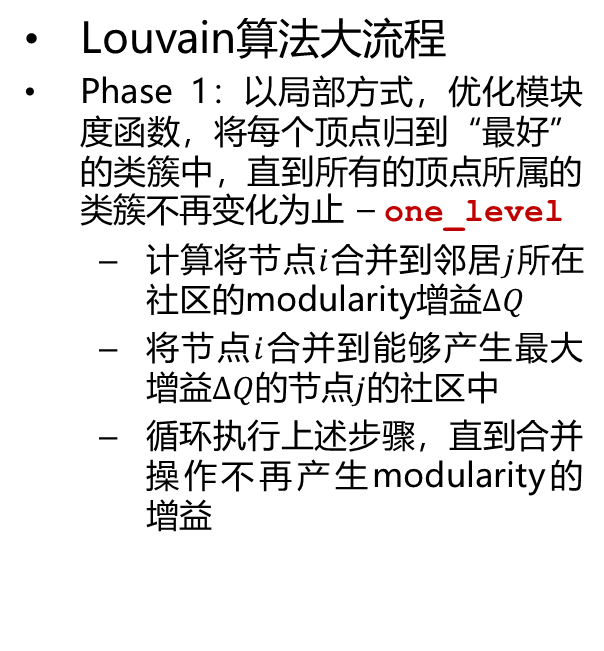 • Louvain算法大流程
• Phase 1：以局部方式，优化模块
度函数，将每个顶点归到“最好”
的类簇中，直到所有的顶点所属的
类簇不再变化为止 – one_level
– 计算将节点𝑖合并到邻居𝑗所在
社区的modularity增益∆𝑄
– 将节点𝑖合并到能够产生最大
增益∆𝑄的节点𝑗的社区中
– 循环执行上述步骤，直到合并
操作不再产生modularity的
增益